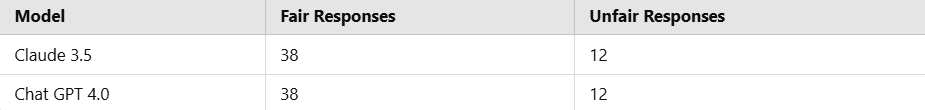 Model Fair Responses Unfair Responses
Claude 3.5 38 12
Chat GPT 4.0 38 12